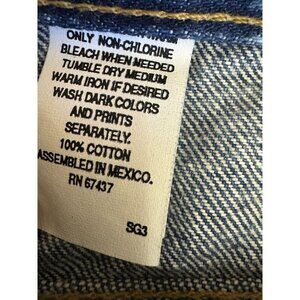 ONLY NON-CHLORINE
BLEACH WHEN NEEDED
TUMBLE DRY MEDIUM
WARM IRON IF DESIRED
WASH DARK COLORS
AND PRINTS
SEPARATELY.
100% COTTON
ASSEMBLED IN MEXICO.
RN 67437
SG3